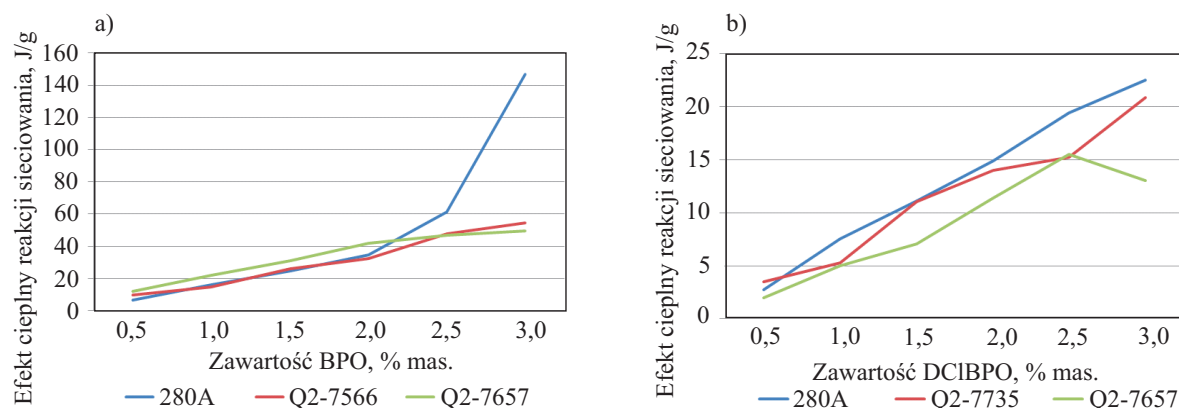 a)
Efekt cieplny reakcji sieciowania, J/g
160
140
120
100
80
60
40
20
0
0,5 1,0 1,5 2,0 2,5 3,0
Zawartość BPO, % mas.
280A Q2-7566 Q2-7657
b)
Efekt cieplny reakcji sieciowania, J/g
25
20
15
10
5
0
0,5 1,0 1,5 2,0 2,5 3,0
Zawartość DClBPO, % mas.
280A Q2-7735 Q2-7657